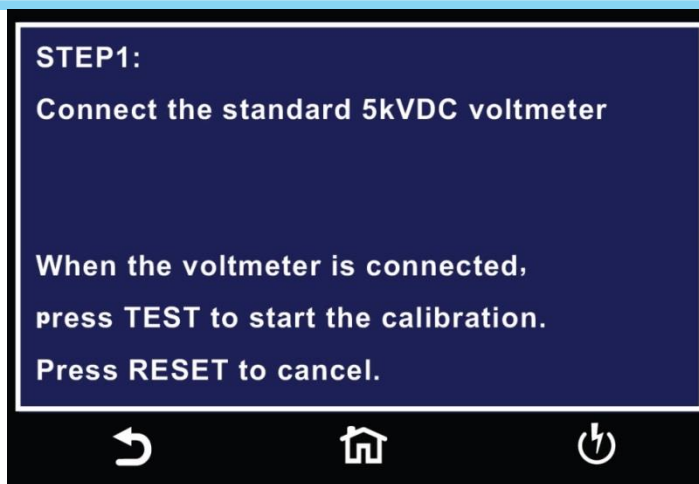 STEP1:
Connect the standard 5kVDC voltmeter
When the voltmeter is connected,
press TEST to start the calibration.
Press RESET to cancel.